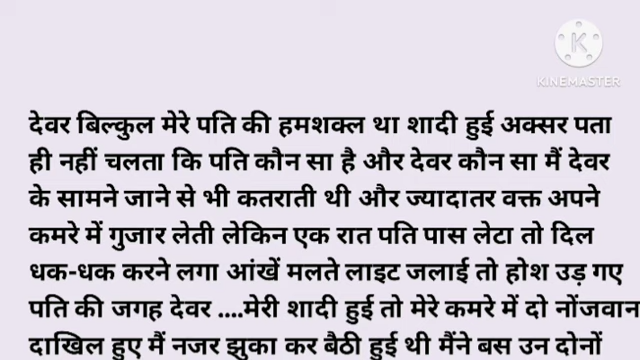 KINEMASTER
देवर बिल्कुल मेरे पति की हमशक्ल था शादी हुई अक्सर पता
ही नहीं चलता कि पति कौन सा है और देवर कौन सा मैं देवर
के सामने जाने से भी कतराती थी और ज्यादातर वक्त अपने
कमरे में गुजार लेती लेकिन एक रात पति पास लेटा तो दिल
धक-धक करने लगा आंखें मलते लाइट जलाई तो होश उड़ गए
पति की जगह देवर ....मेरी शादी हुई तो मेरे कमरे में दो नोंजवान
दाखिल हुए मैं नजर झुका कर बैठी हुई थी मैंने बस उन दोनों